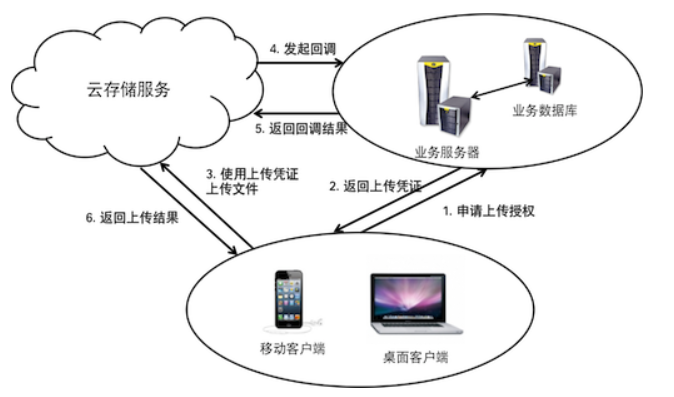 4. 发起回调
云存储服务
业务数据库
5. 返回回调结果
业务服务器
3. 使用上传凭证
上传文件
2. 返回上传凭证
6. 返回上传结果
1. 申请上传授权
移动客户端
桌面客户端